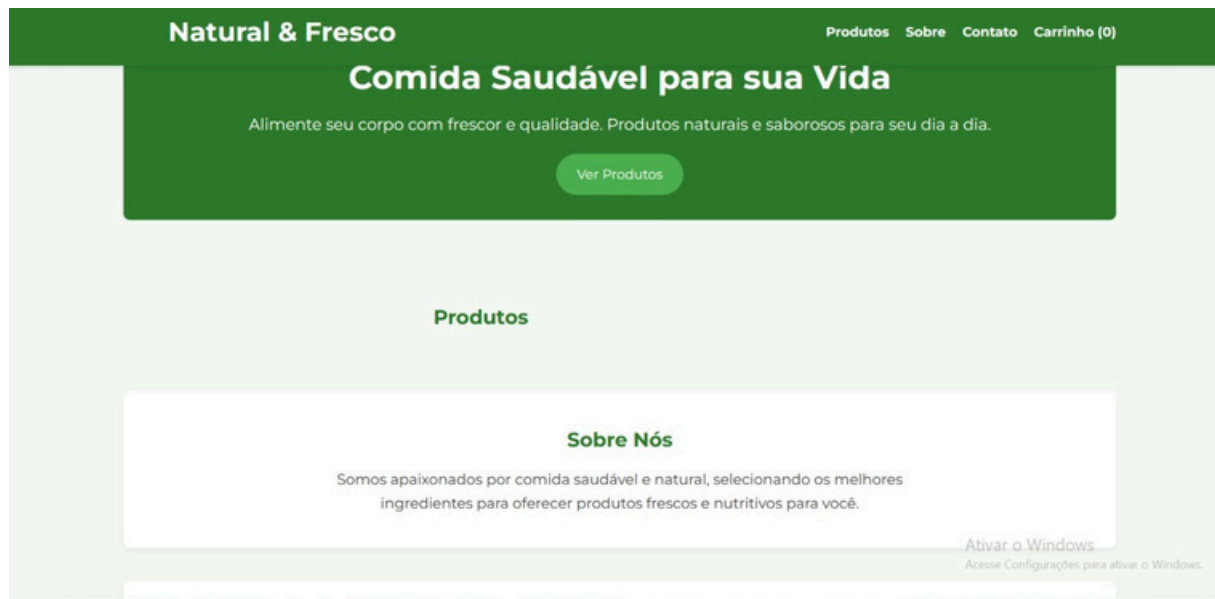 Natural & Fresco
Produtos Sobre Contato Carrinho (0)
Comida Saudável para sua Vida
Alimente seu corpo com frescor e qualidade. Produtos naturais e saborosos para seu dia a dia.
Ver Produtos
Produtos
Sobre Nós
Somos apaixonados por comida saudável e natural, selecionando os melhores
ingredientes para oferecer produtos frescos e nutritivos para você.
Ativar o Windows
Acesse Configurações para ativar o Windows.